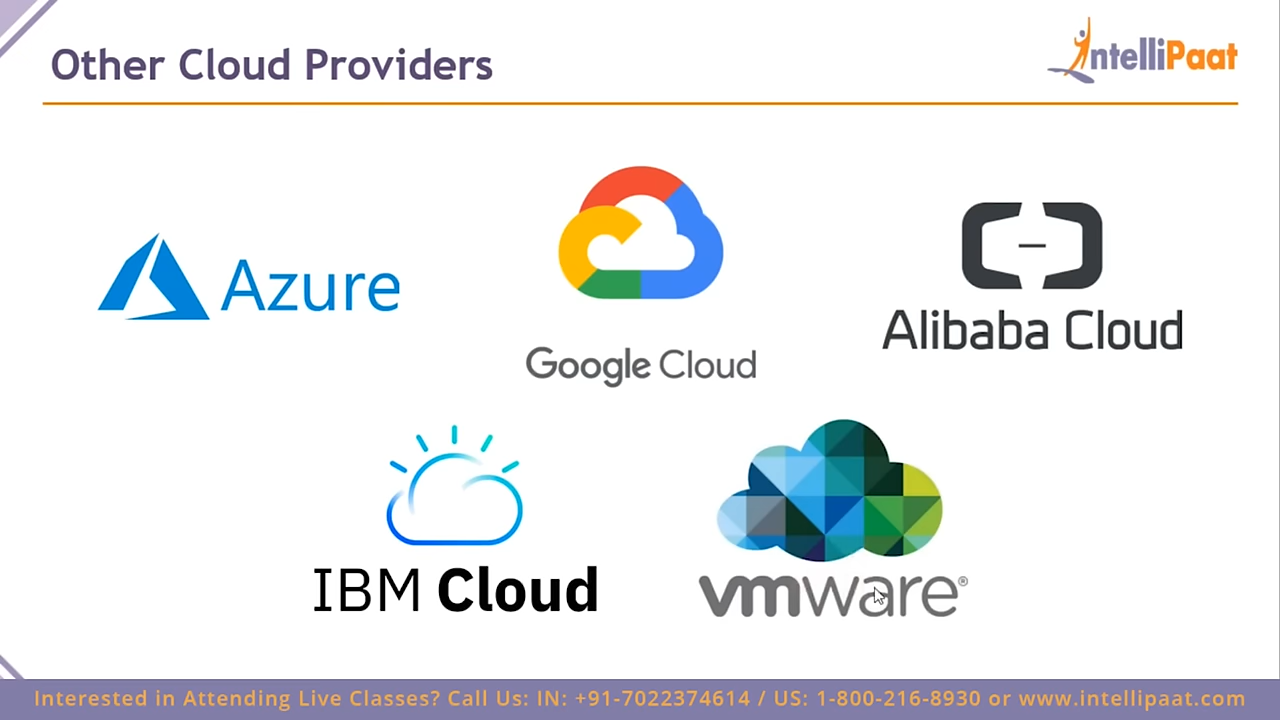 Other Cloud Providers
IntelliPaat
Azure
Google Cloud
Alibaba Cloud
IBM Cloud
vmware®
Interested in Attending Live Classes? Call Us: IN: +91-7022374614 / US: 1-800-216-8930 or www.intellipaat.com